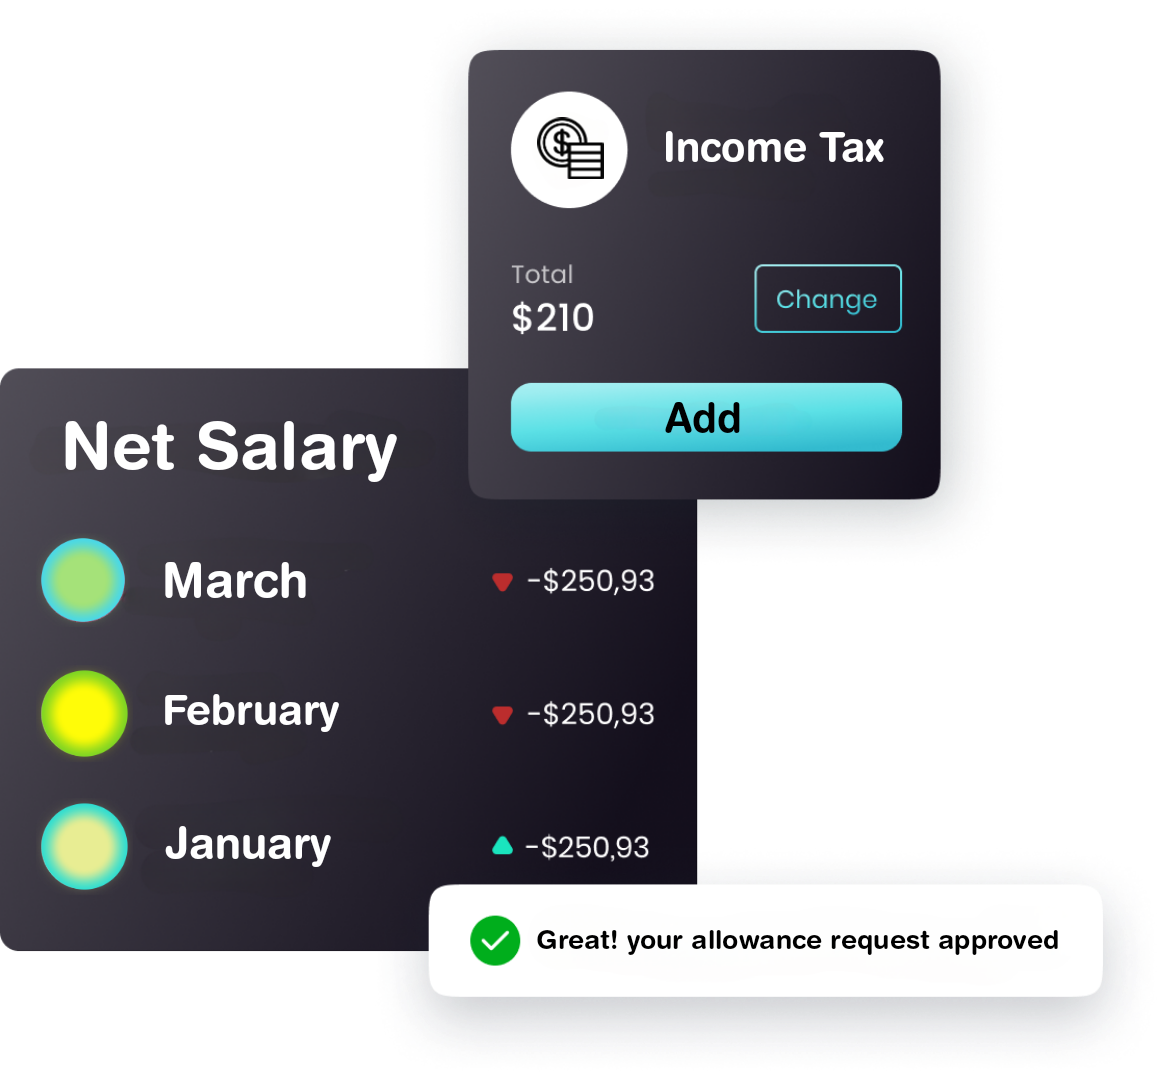 Income Tax
Total
$210
Change
Add
Net Salary
March
-$250,93
February
-$250,93
January
-$250,93
Great! your allowance request approved